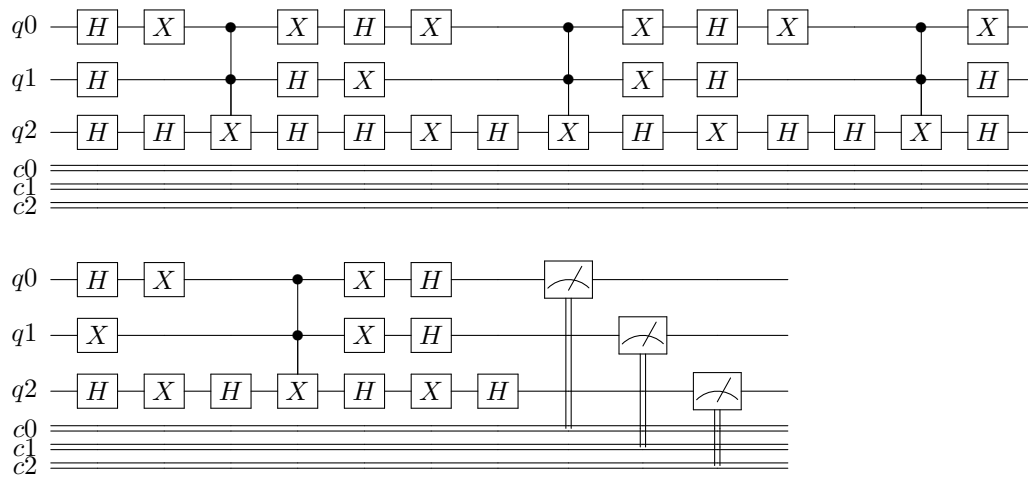 q0 H X X H X X H X X
q1 H H X X H H
q2 H H X H H X H X H X H H X H
c0
c1
c2
q0 H X X H
q1 X X H
q2 H X H X H X H
c0
c1
c2